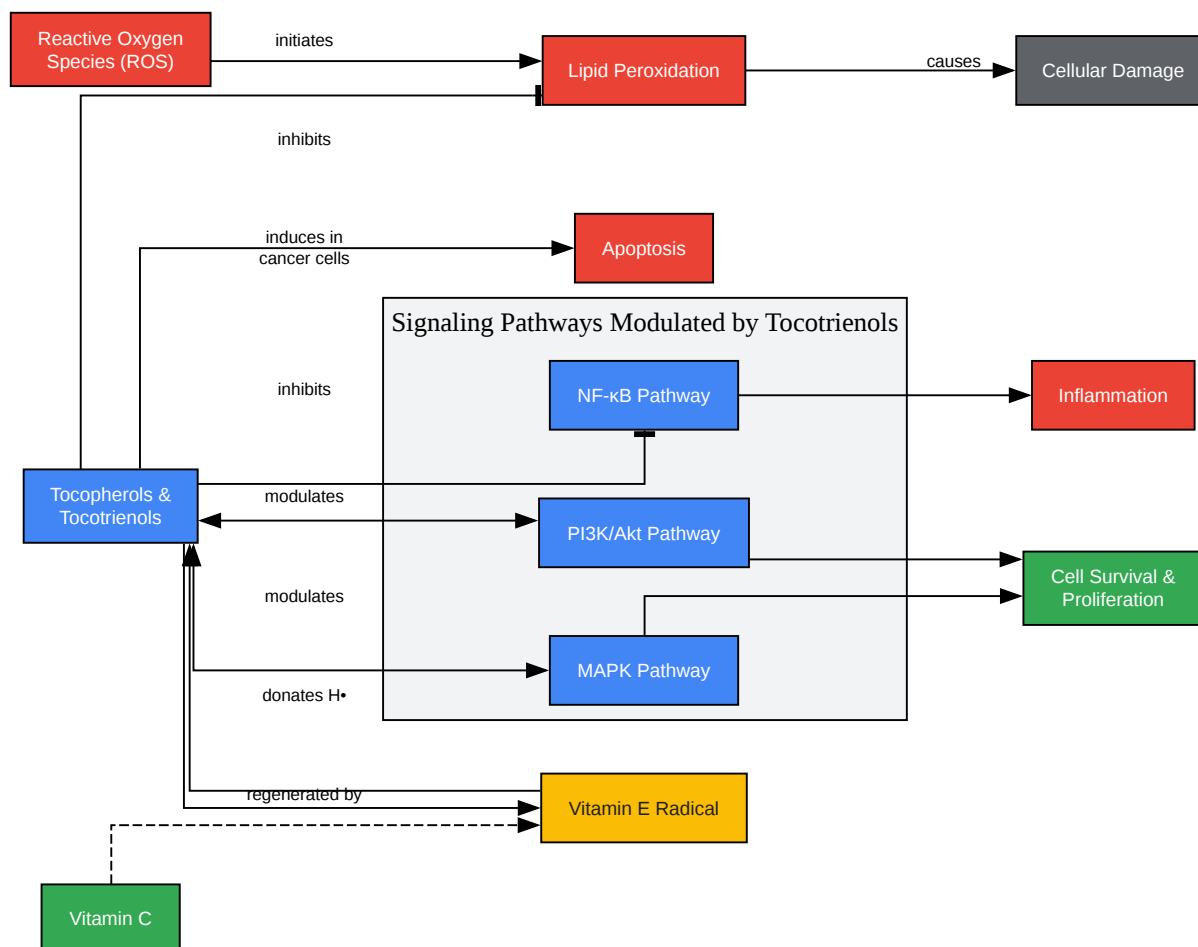 Reactive Oxygen
Species (ROS)
initiates
Lipid Peroxidation
causes
Cellular Damage
inhibits
induces in
cancer cells
Apoptosis
Signaling Pathways Modulated by Tocotrienols
inhibits
NF-κB Pathway
Inflammation
Tocopherols &
Tocotrienols
modulates
PI3K/Akt Pathway
Cell Survival &
Proliferation
modulates
MAPK Pathway
donates H•
regenerated by
Vitamin E Radical
Vitamin C